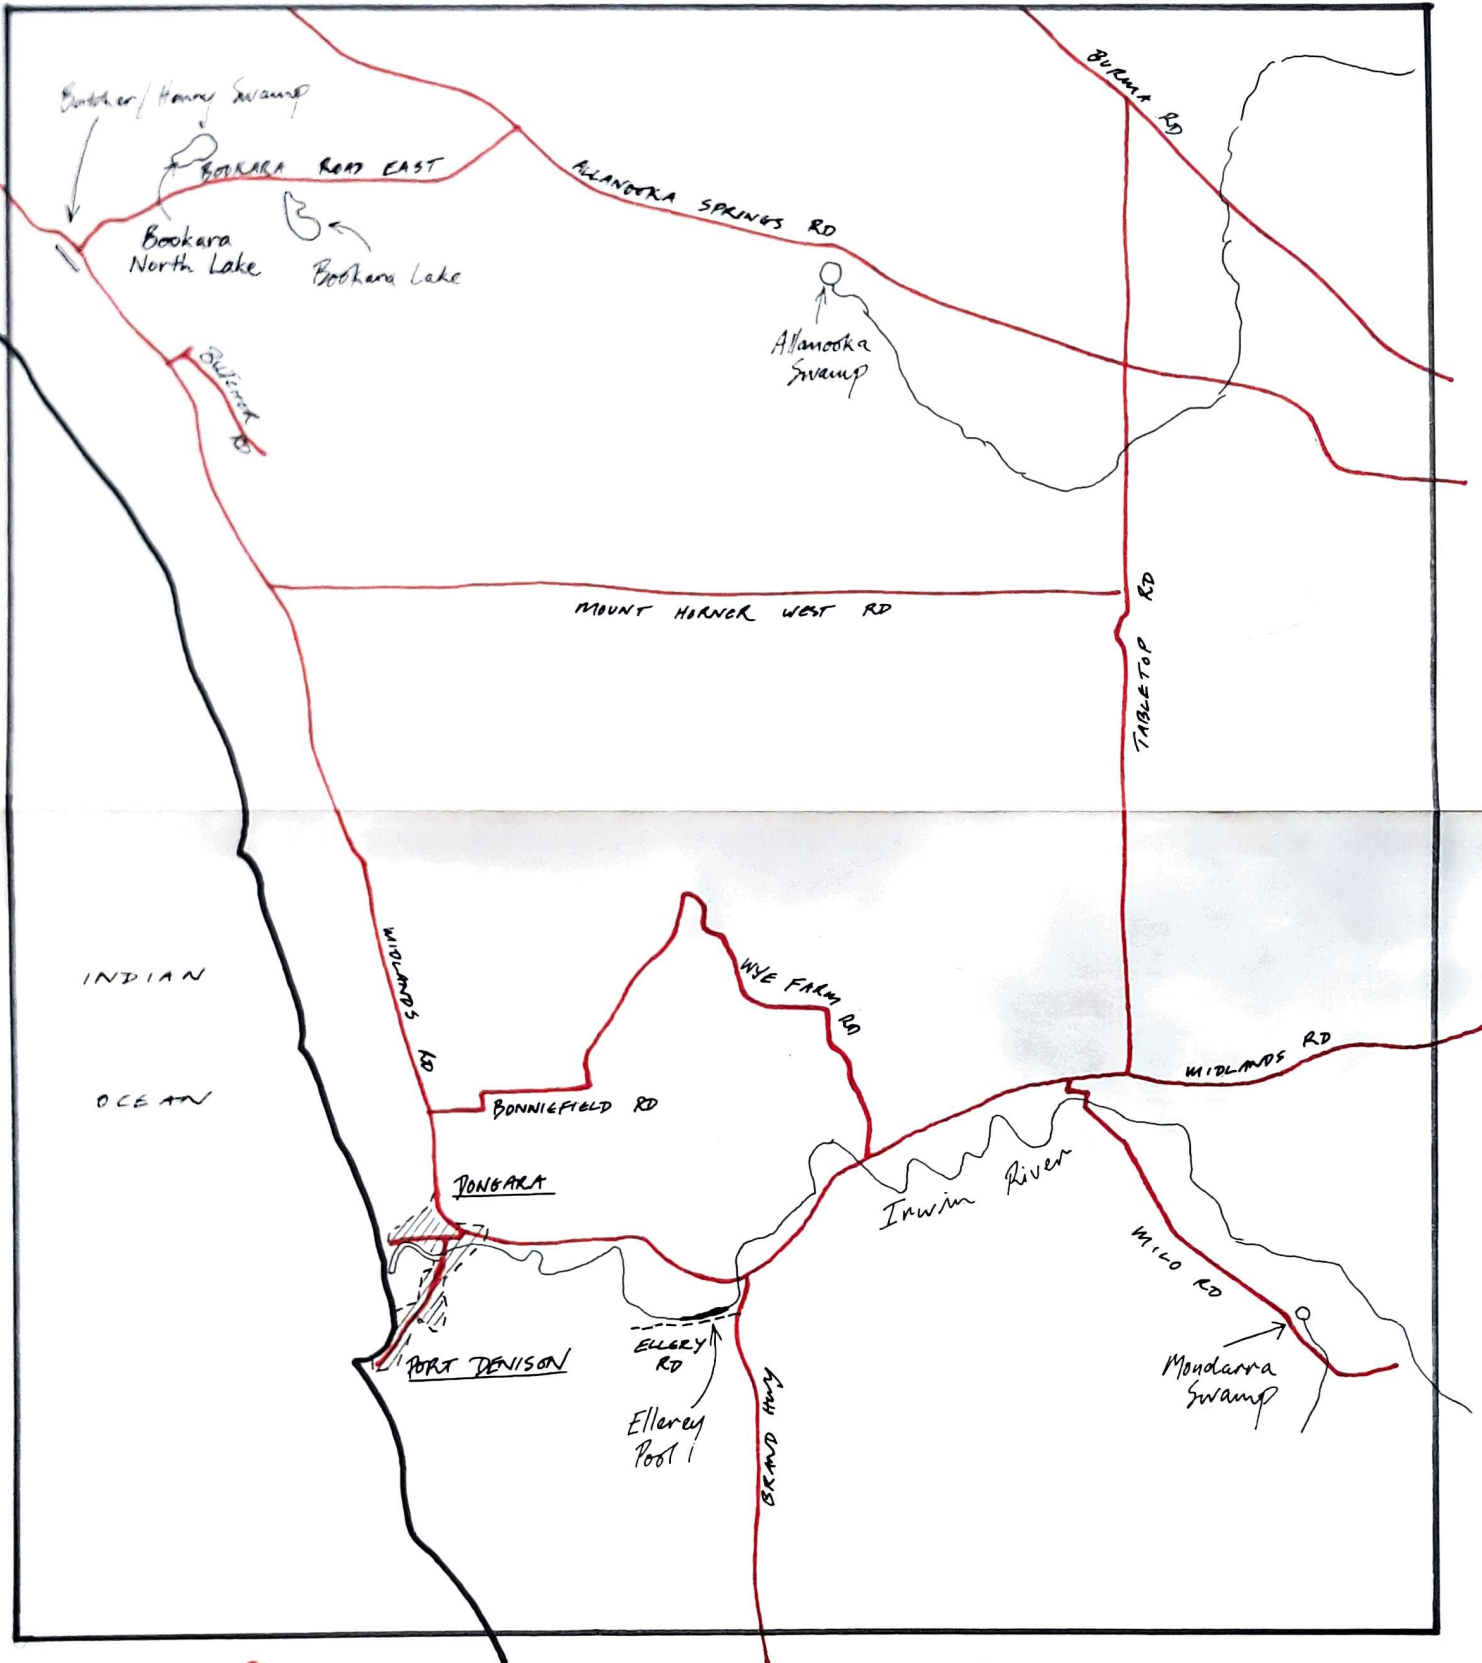 BURMA RD
Butcher/Henry Swamp
BOOKARA ROAD EAST
ALLANOOKA SPRINGS RD
Bookara
North Lake
Bookara Lake
Allanooka
Swamp
RD
MOUNT HORNER WEST RD
TABLETOP RD
MIDLANDS RD
WYE FARM RD
INDIAN
OCEAN
BONNIEFIELD RD
MIDLANDS RD
DONGARA
Irwin River
MILO RD
ELLERY
RD
PORT DENISON
Mondarra
Swamp
Ellerey
Pool
BRAND HWY